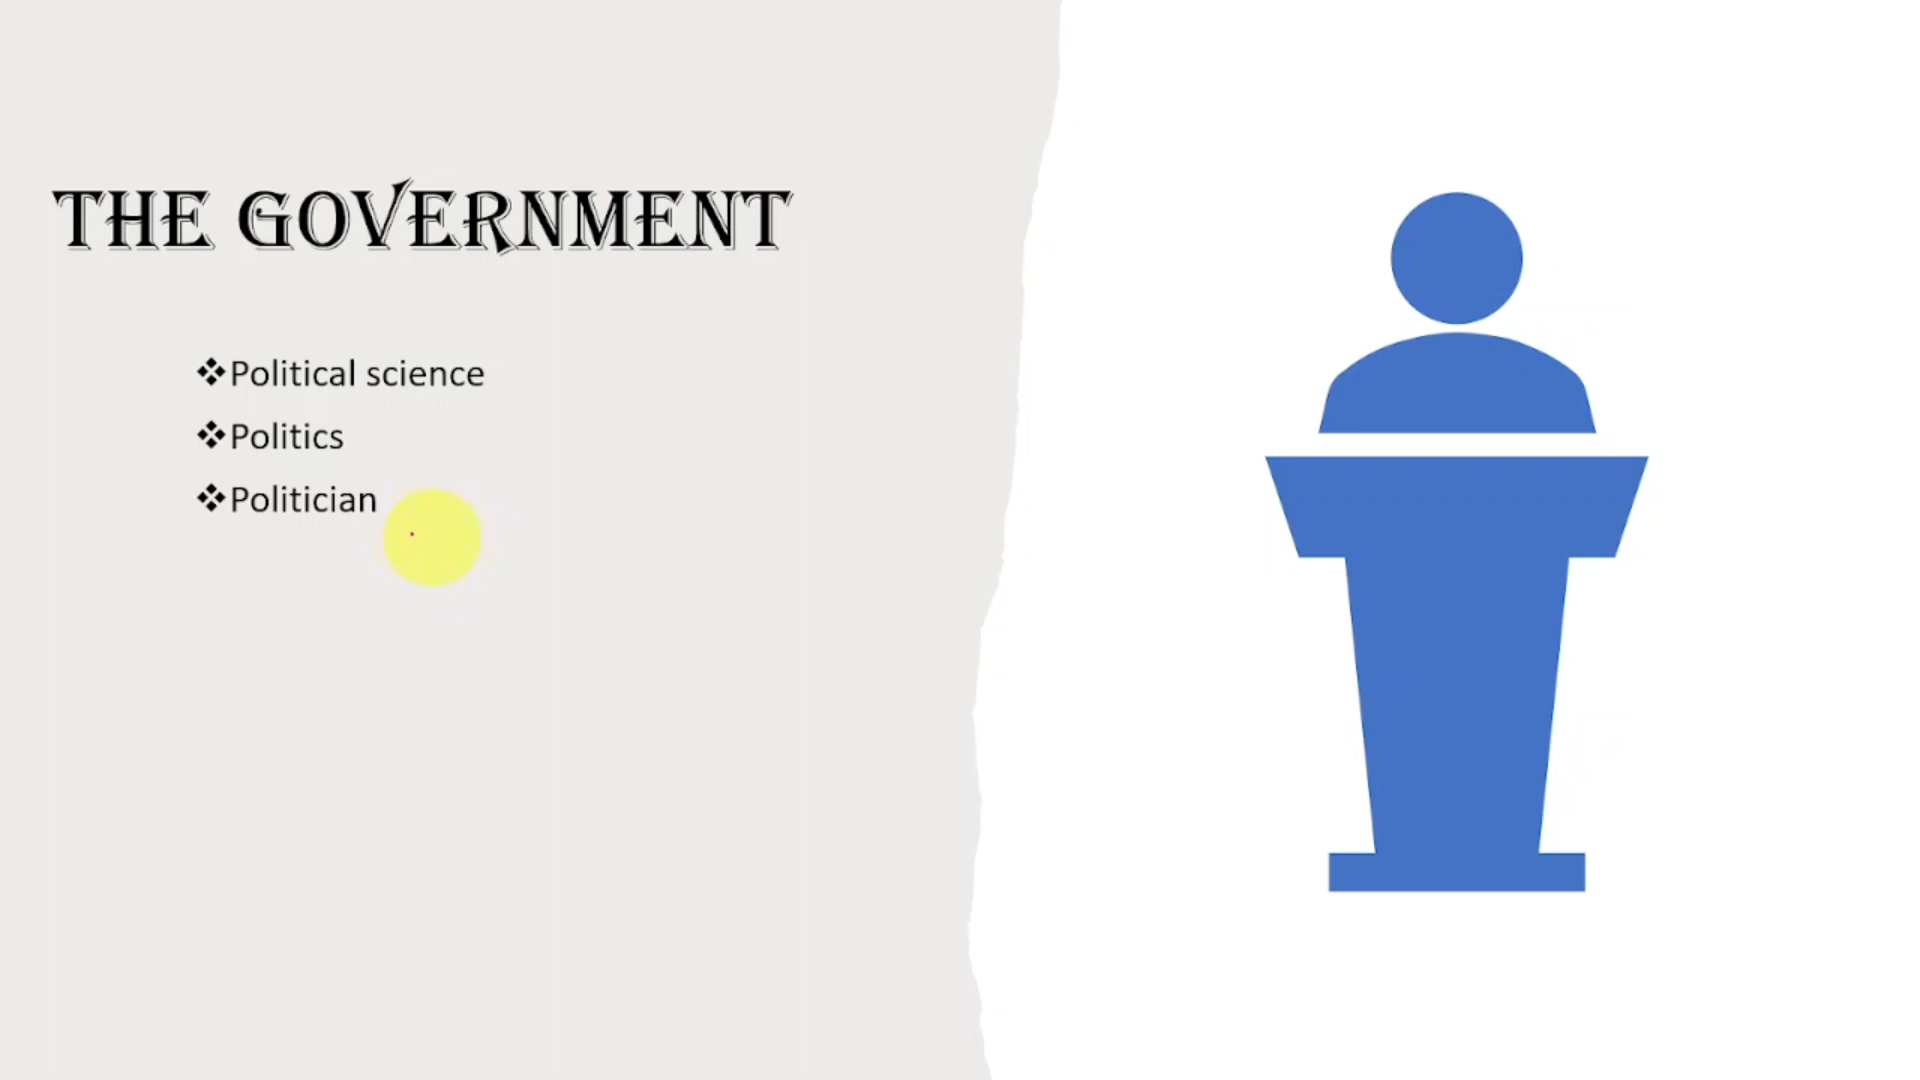 THE GOVERNMENT
❖Political science
❖Politics
❖Politician